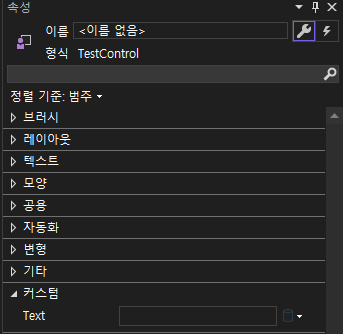 속성
이름 <이름 없음>
형식 TestControl
정렬 기준: 범주
브러시
레이아웃
텍스트
모양
공용
자동화
변형
기타
커스텀
Text